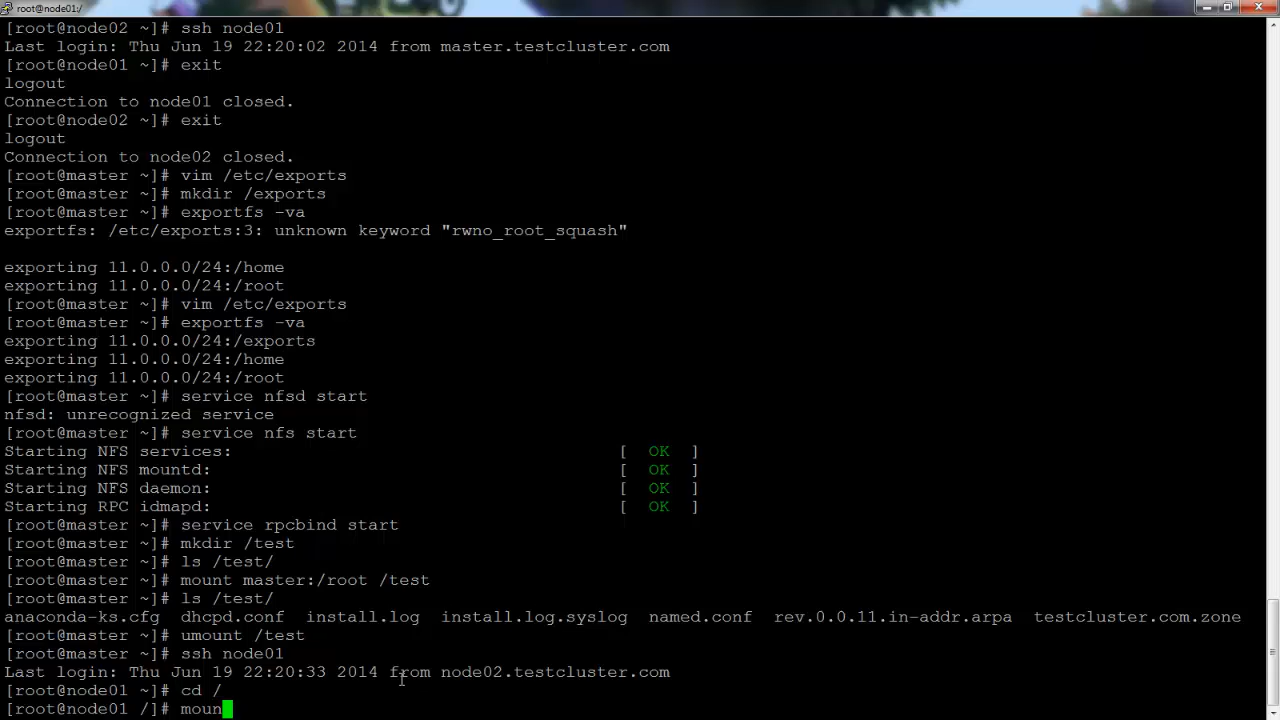 root@node01:/
[root@node02 ~]# ssh node01
Last login: Thu Jun 19 22:20:02 2014 from master.testcluster.com
[root@node01 ~]# exit
logout
Connection to node01 closed.
[root@node02 ~]# exit
logout
Connection to node02 closed.
[root@master ~]# vim /etc/exports
[root@master ~]# mkdir /exports
[root@master ~]# exportfs -va
exportfs: /etc/exports:3: unknown keyword "rwno_root_squash"
exporting 11.0.0.0/24:/home
exporting 11.0.0.0/24:/root
[root@master ~]# vim /etc/exports
[root@master ~]# exportfs -va
exporting 11.0.0.0/24:/exports
exporting 11.0.0.0/24:/home
exporting 11.0.0.0/24:/root
[root@master ~]# service nfsd start
nfsd: unrecognized service
[root@master ~]# service nfs start
Starting NFS services: [ OK ]
Starting NFS mountd: [ OK ]
Starting NFS daemon: [ OK ]
Starting RPC idmapd: [ OK ]
[root@master ~]# service rpcbind start
[root@master ~]# mkdir /test
[root@master ~]# ls /test/
[root@master ~]# mount master:/root /test
[root@master ~]# ls /test/
anaconda-ks.cfg dhcpd.conf install.log install.log.syslog named.conf rev.0.0.11.in-addr.arpa testcluster.com.zone
[root@master ~]# umount /test
[root@master ~]# ssh node01
Last login: Thu Jun 19 22:20:33 2014 from node02.testcluster.com
[root@node01 ~]# cd /
[root@node01 /]# moun